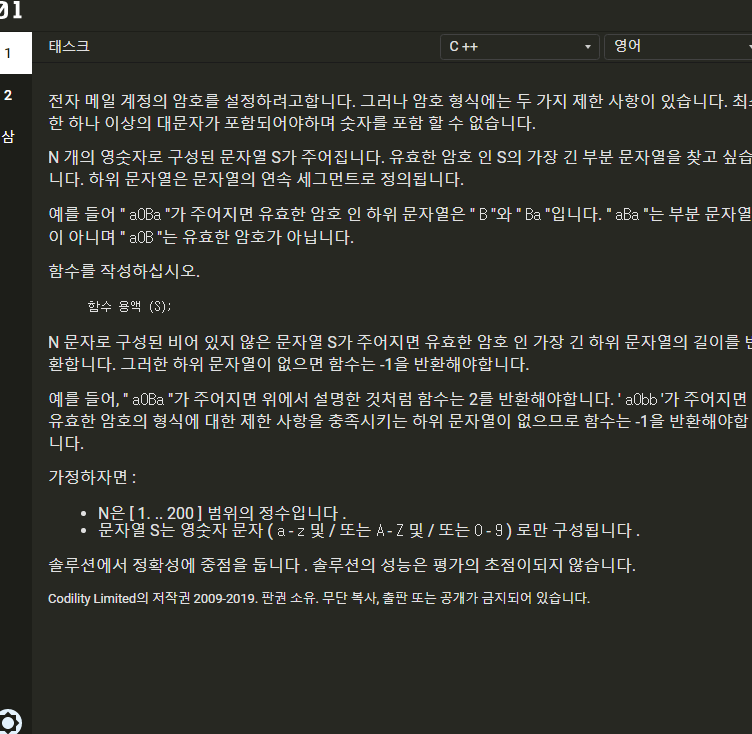 01
태스크
C ++
영어
1
2
삼
전자 메일 계정의 암호를 설정하려고합니다. 그러나 암호 형식에는 두 가지 제한 사항이 있습니다. 최소
한 하나 이상의 대문자가 포함되어야하며 숫자를 포함 할 수 없습니다.
N 개의 영숫자로 구성된 문자열 S가 주어집니다. 유효한 암호 인 S의 가장 긴 부분 문자열을 찾고 싶습
니다. 하위 문자열은 문자열의 연속 세그먼트로 정의됩니다.
예를 들어 " a0Ba "가 주어지면 유효한 암호 인 하위 문자열은 " B "와 " Ba "입니다. " aBa "는 부분 문자열
이 아니며 " a0B "는 유효한 암호가 아닙니다.
함수를 작성하십시오.
함수 용액 (S);
N 문자로 구성된 비어 있지 않은 문자열 S가 주어지면 유효한 암호 인 가장 긴 하위 문자열의 길이를 반
환합니다. 그러한 하위 문자열이 없으면 함수는 -1을 반환해야합니다.
예를 들어, " a0Ba "가 주어지면 위에서 설명한 것처럼 함수는 2를 반환해야합니다. ' a0bb '가 주어지면
유효한 암호의 형식에 대한 제한 사항을 충족시키는 하위 문자열이 없으므로 함수는 -1을 반환해야합
니다.
가정하자면 :
• N은 [ 1. .. 200 ] 범위의 정수입니다 .
• 문자열 S는 영숫자 문자 ( a - z 및 / 또는 A - Z 및 / 또는 0 - 9 ) 로만 구성됩니다 .
솔루션에서 정확성에 중점을 둡니다 . 솔루션의 성능은 평가의 초점이되지 않습니다.
Codility Limited의 저작권 2009-2019. 판권 소유. 무단 복사, 출판 또는 공개가 금지되어 있습니다.